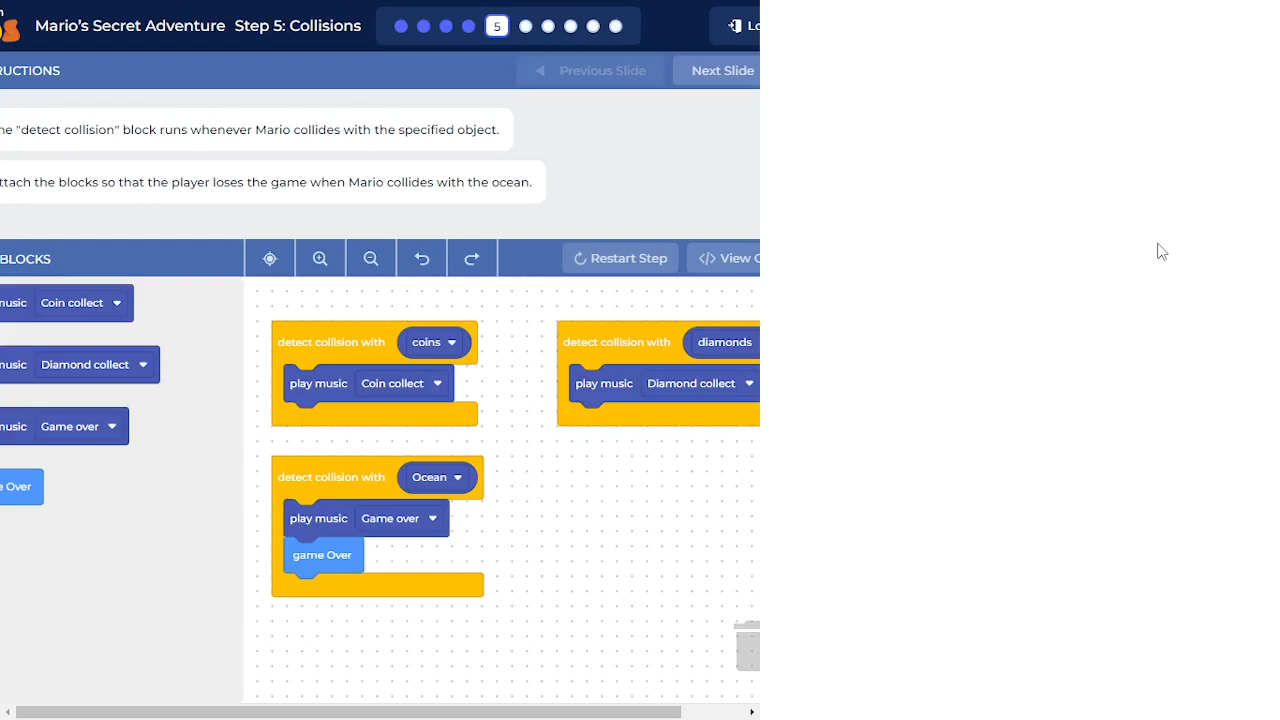 Mario's Secret Adventure Step 5: Collisions
5
RUCTIONS
Previous Slide
Next Slide
he "detect collision" block runs whenever Mario collides with the specified object.
ttach the blocks so that the player loses the game when Mario collides with the ocean.
BLOCKS
Restart Step
</> View C
music Coin collect
music Diamond collect
music Game over
e Over
detect collision with coins
play music Coin collect
detect collision with diamonds
play music Diamond collect
detect collision with Ocean
play music Game over
game Over